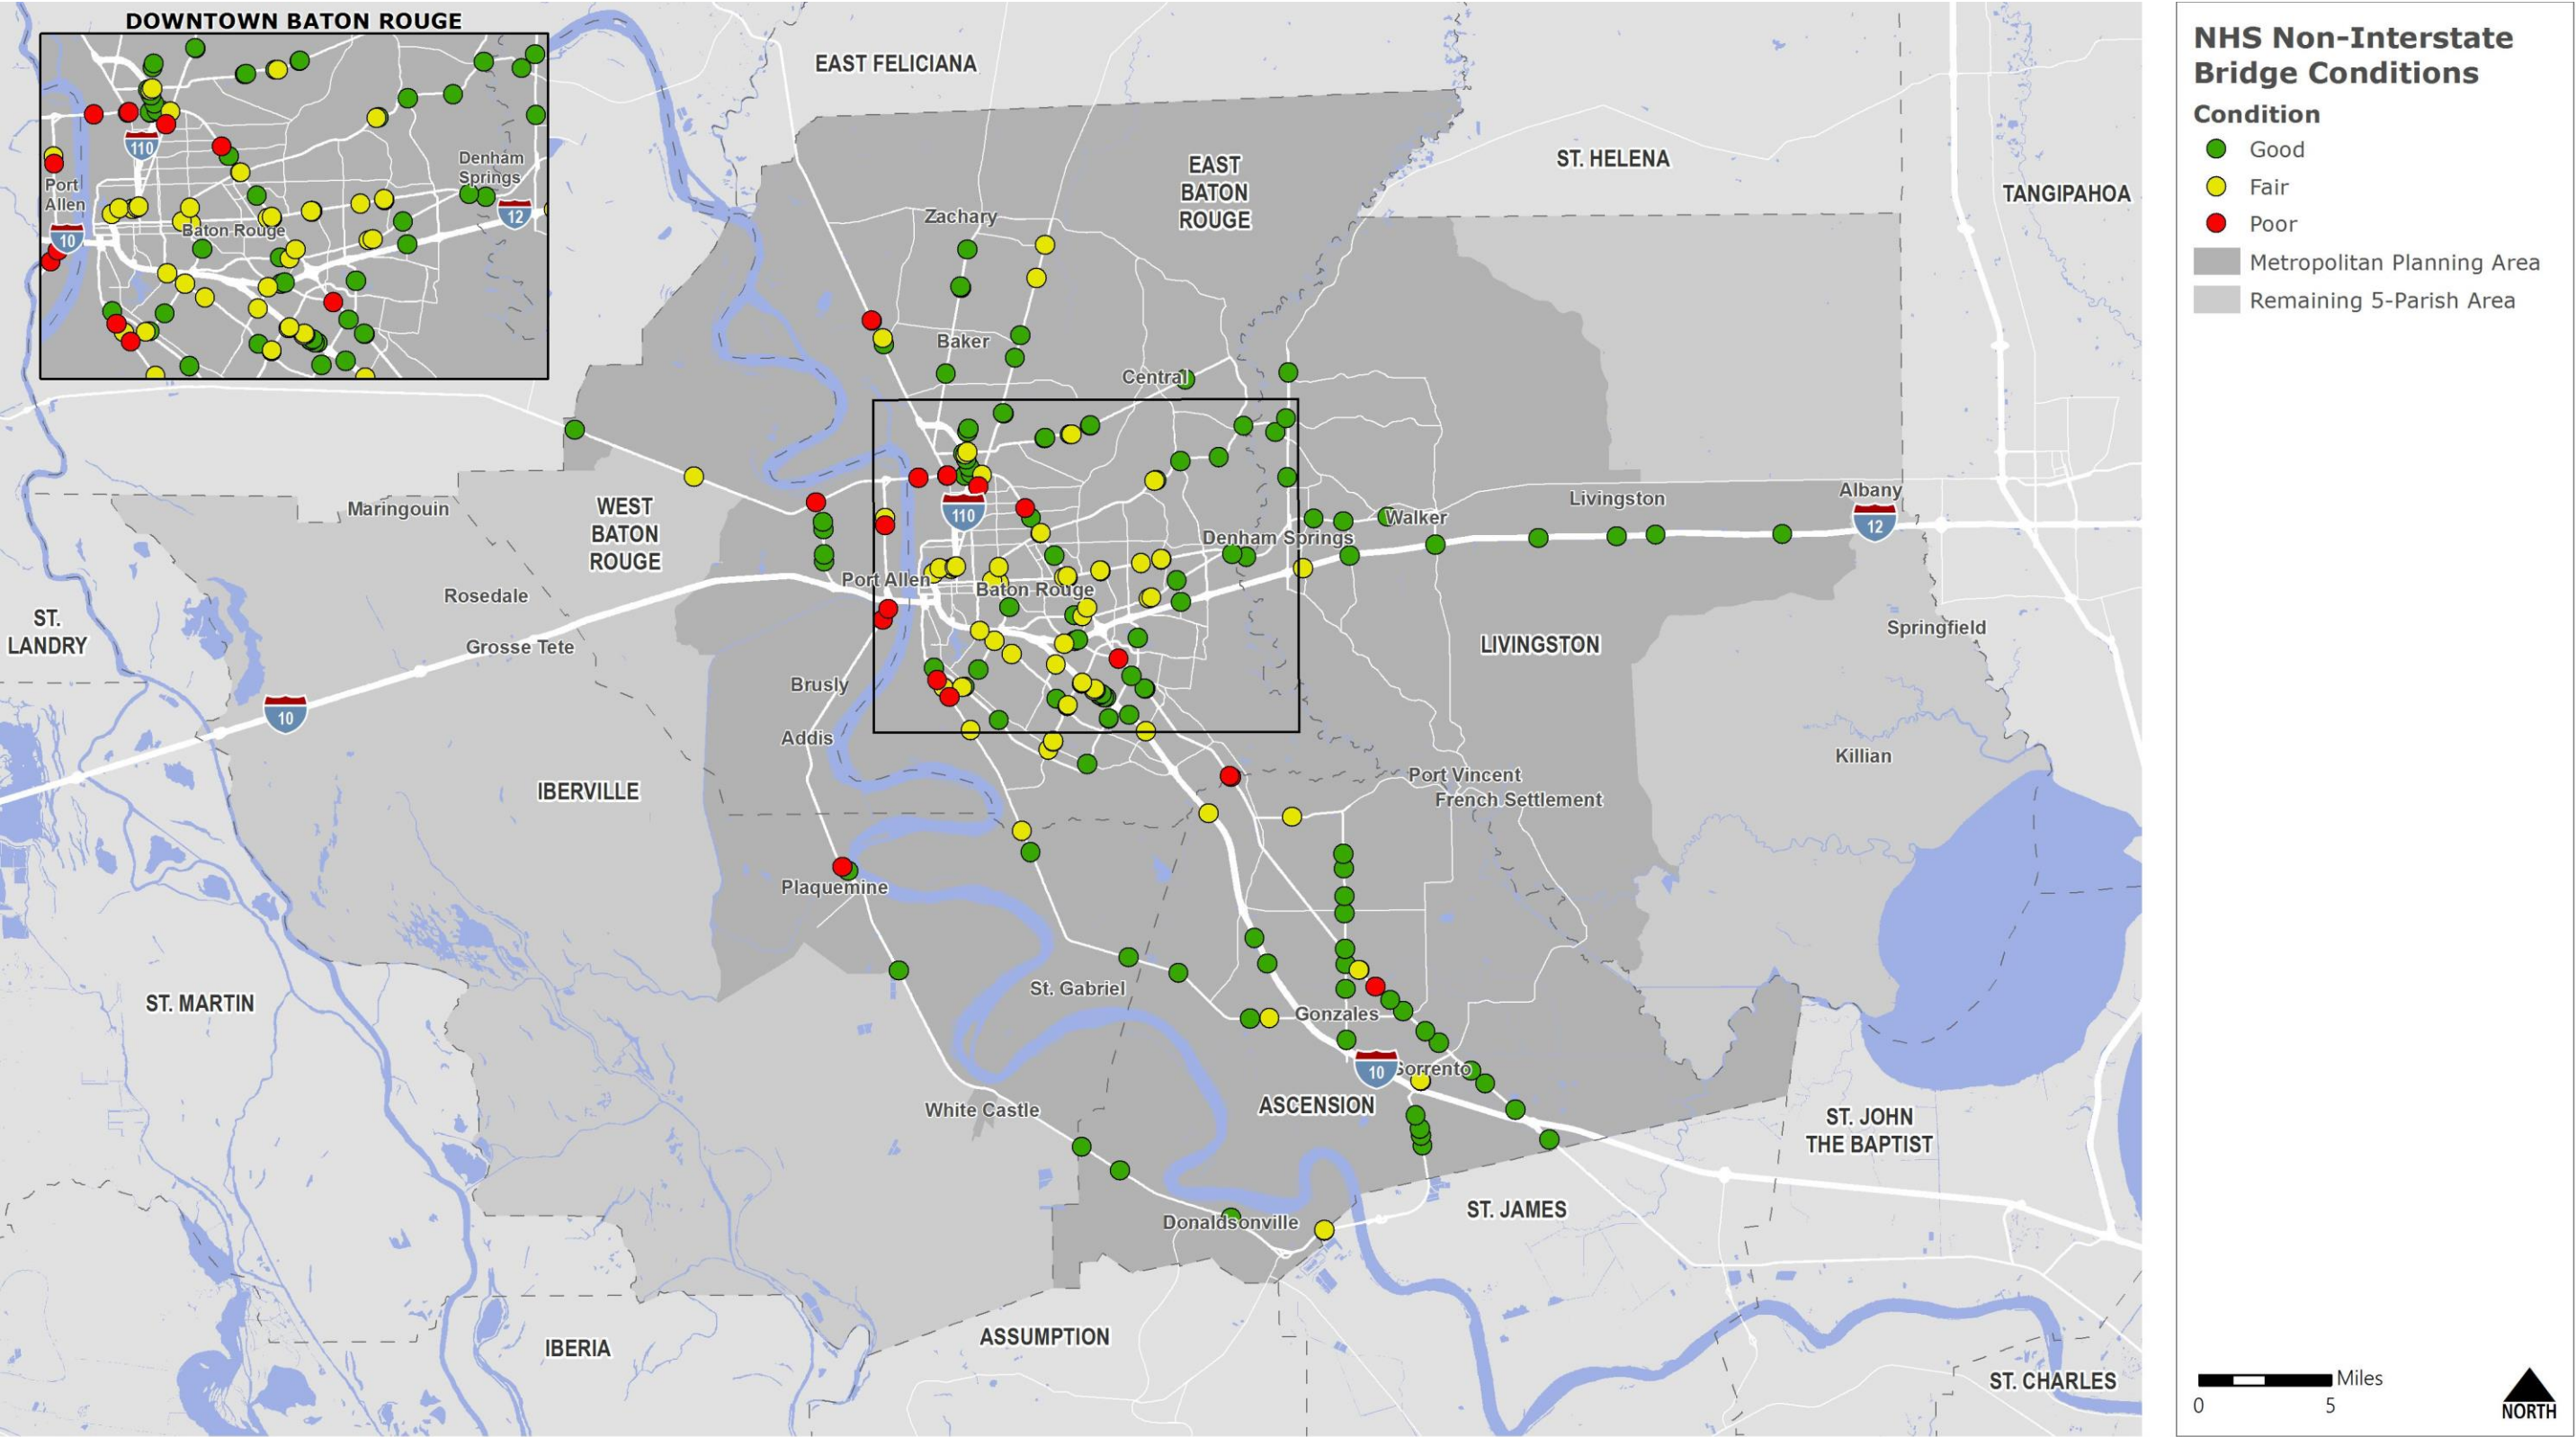 DOWNTOWN BATON ROUGE
110
Denham
Springs
Port
Allen
12
10
Baton Rouge
EAST FELICIANA
EAST
BATON
ROUGE
ST. HELENA
TANGIPAHOA
Zachary
Baker
Central
WEST
BATON
ROUGE
Maringouin
110
Livingston
Albany
12
Walker
Denham Springs
Port Allen
Baton Rouge
Rosedale
ST.
LANDRY
Grosse Tete
Springfield
LIVINGSTON
10
Brusly
Addis
Killian
IBERVILLE
Port Vincent
French Settlement
Plaquemine
ST. MARTIN
St. Gabriel
Gonzales
10
Sorrento
White Castle
ASCENSION
ST. JOHN
THE BAPTIST
Donaldsonville
ST. JAMES
IBERIA
ASSUMPTION
ST. CHARLES
NHS Non-Interstate
Bridge Conditions
Condition
Good
Fair
Poor
Metropolitan Planning Area
Remaining 5-Parish Area
Miles
0 5
NORTH